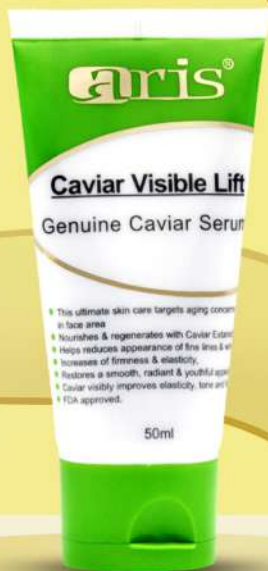 aris®
Caviar Visible Lift
Genuine Caviar Serum
This ultimate skin care targets aging
in face area
Nourishes & regenerates with Caviar
Helps reduces appearance of fine lines &
Increases of firmness & elasticity,
Restores a smooth, radiant & youthful
Caviar visibly improves elasticity, tone and
FDA approved.
50ml